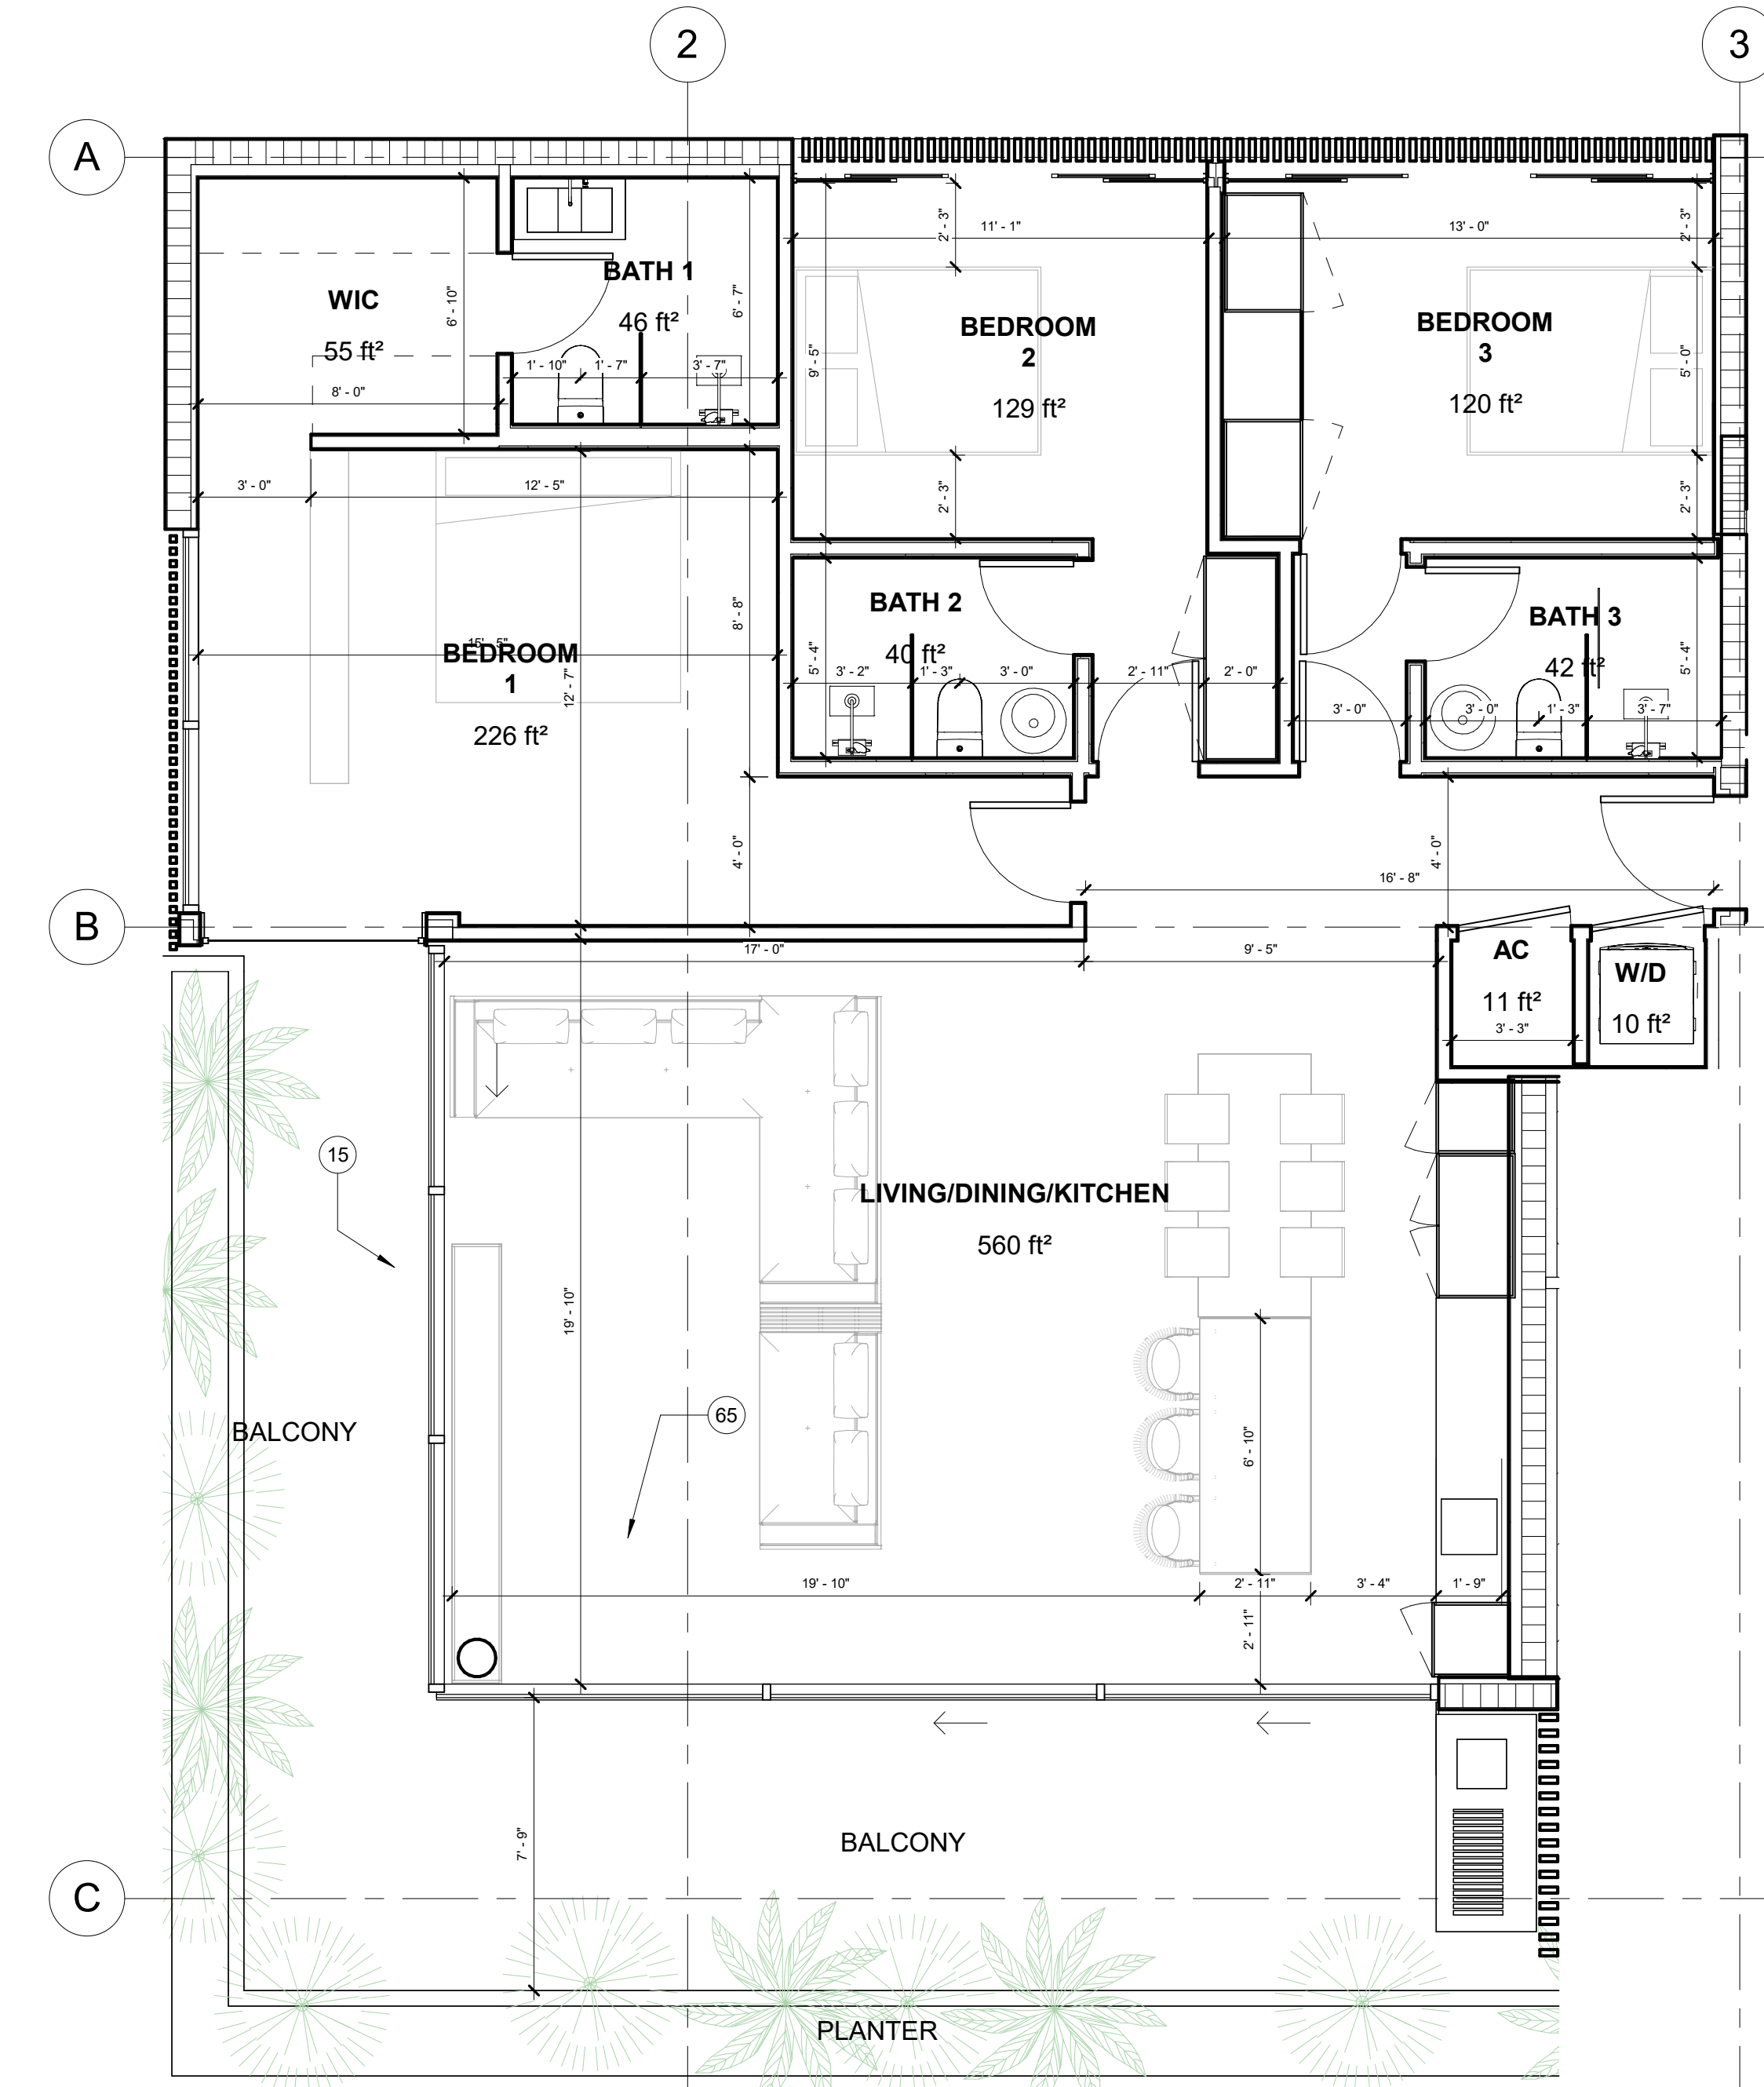 2
3
A
11' - 1"
2' - 3"
13' - 0"
2' - 3"
BATH 1
46 ft²
6' - 7"
6' - 10"
WIC
55 ft²
8' - 0"
1' - 10"
1' - 7"
3' - 7"
9' - 5"
BEDROOM
2
129 ft²
BEDROOM
3
120 ft²
5' - 0"
3' - 0"
12' - 5"
2' - 3"
2' - 3"
BEDROOM
1
226 ft²
15' - 5"
12' - 7"
8' - 8"
BATH 2
40 ft²
5' - 4"
3' - 2"
1' - 3"
3' - 0"
2' - 11"
2' - 0"
BATH 3
42 ft²
5' - 4"
3' - 0"
3' - 0"
1' - 3"
3' - 7"
4' - 0"
4' - 0"
16' - 8"
B
17' - 0"
9' - 5"
AC
11 ft²
3' - 3"
W/D
10 ft²
15
LIVING/DINING/KITCHEN
560 ft²
19' - 10"
BALCONY
65
6' - 10"
19' - 10"
2' - 11"
3' - 4"
1' - 9"
2' - 11"
7' - 9"
BALCONY
C
PLANTER